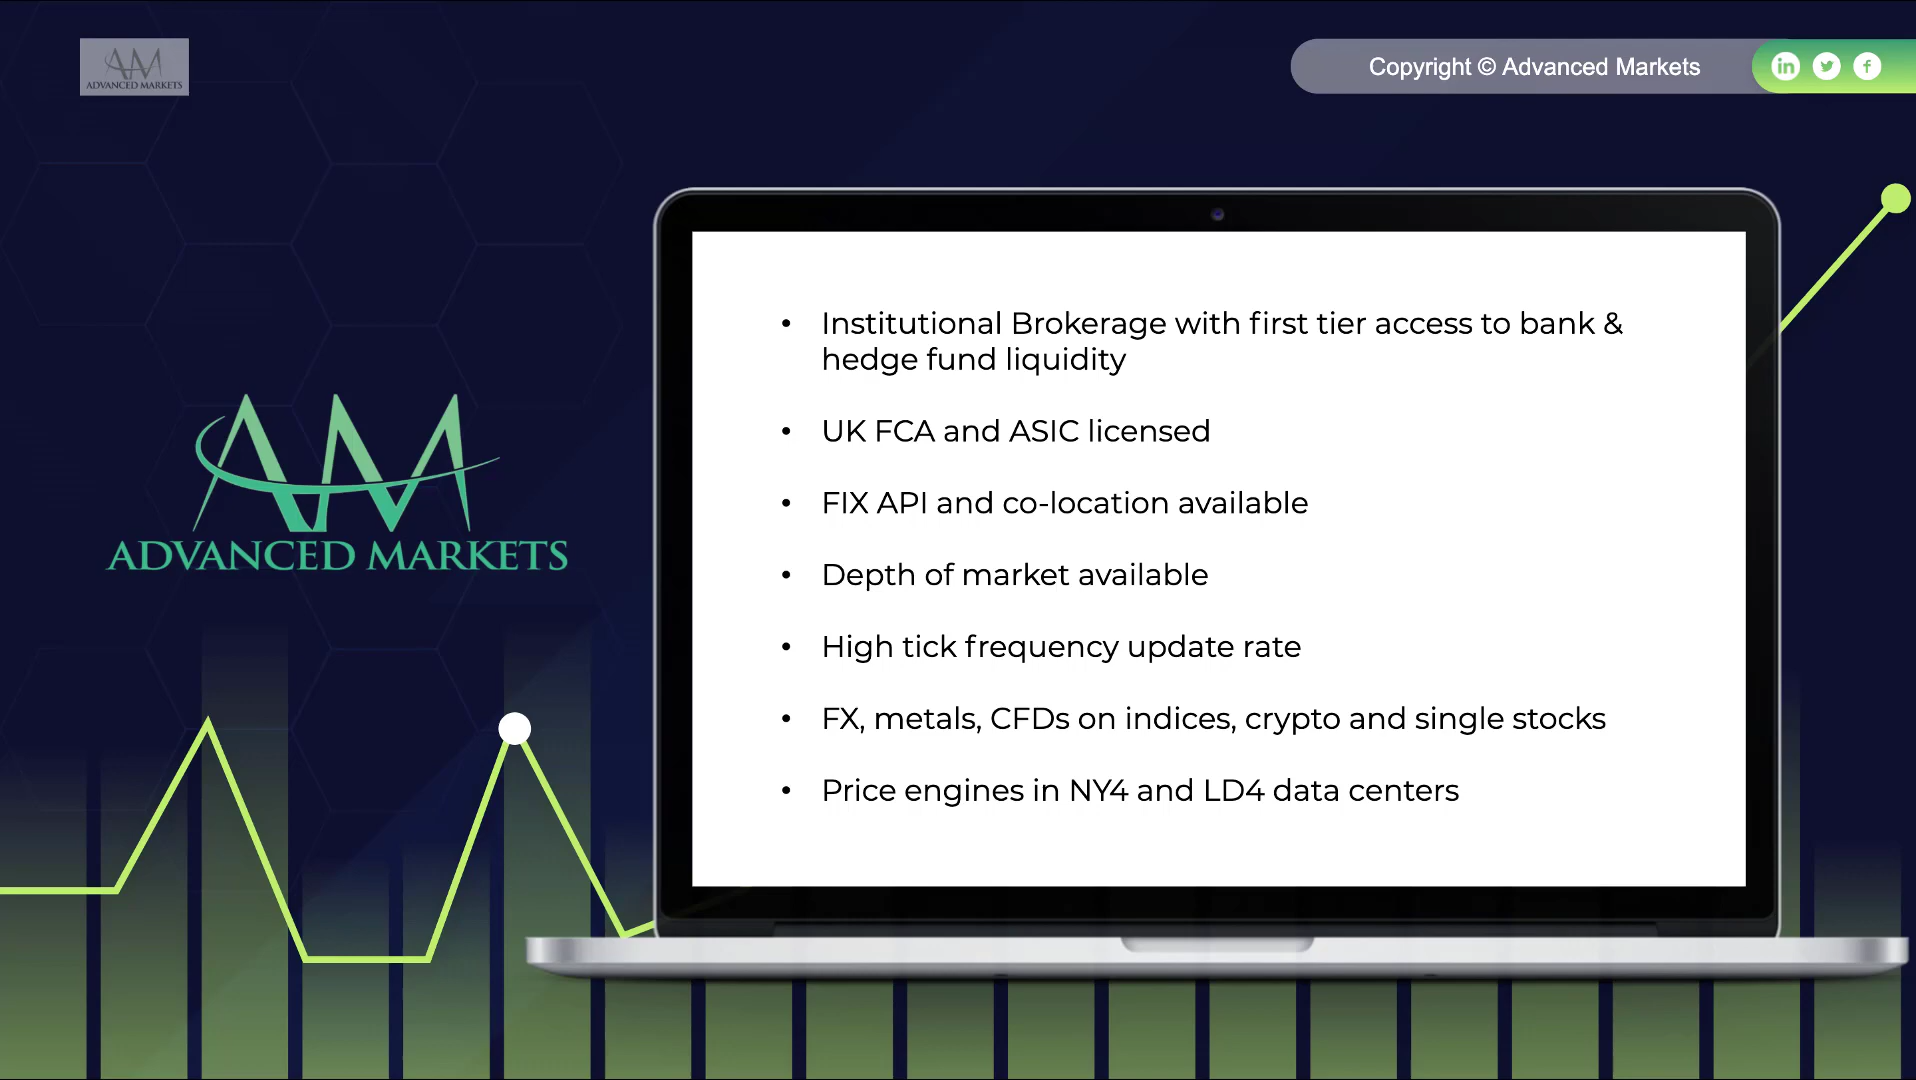 AM
ADVANCED MARKETS
Copyright © Advanced Markets
in
f
AM
ADVANCED MARKETS
• Institutional Brokerage with first tier access to bank &
hedge fund liquidity
• UK FCA and ASIC licensed
• FIX API and co-location available
• Depth of market available
• High tick frequency update rate
• FX, metals, CFDs on indices, crypto and single stocks
• Price engines in NY4 and LD4 data centers